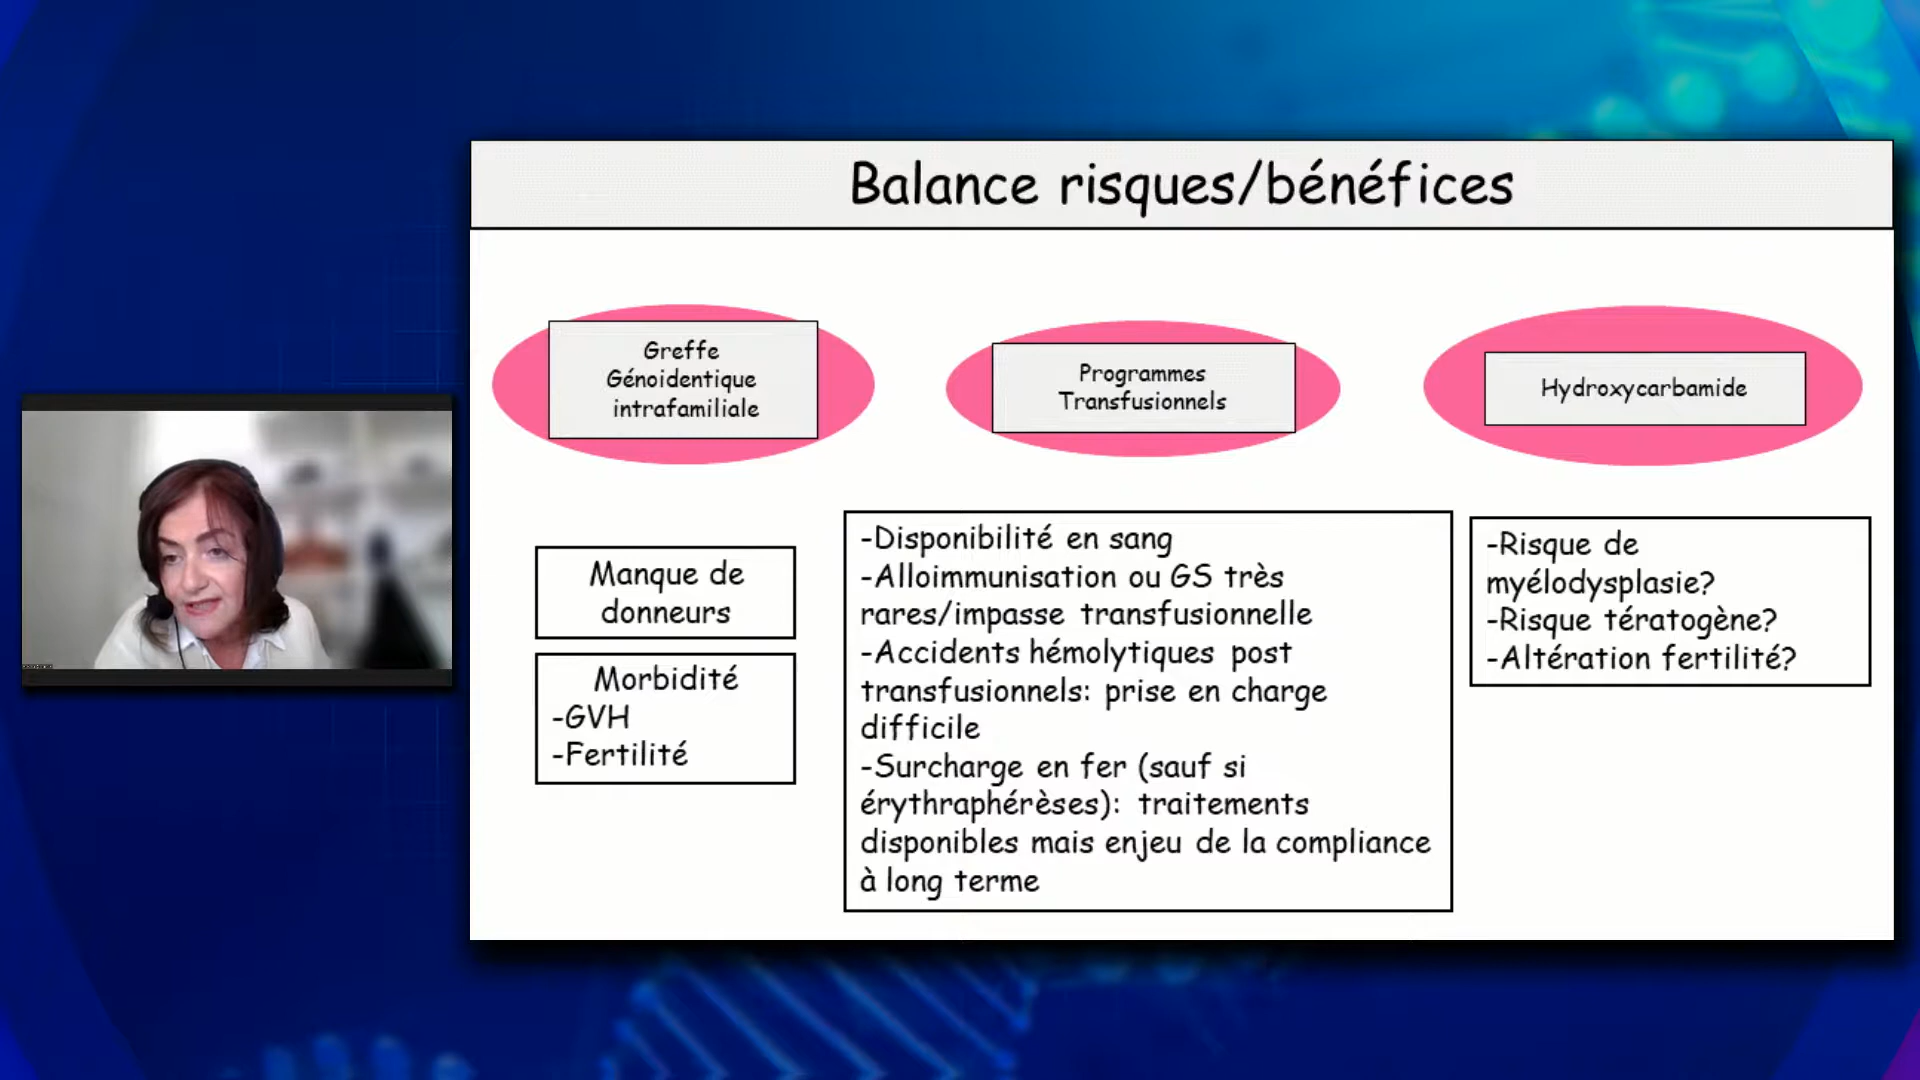 Balance risques/bénéfices
Greffe
Génoidentique
intrafamiliale
Programmes
Transfusionnels
Hydroxycarbamide
Manque de
donneurs
Morbidité
-GVH
-Fertilité
-Disponibilité en sang
-Alloimmunisation ou GS très
rares/impasse transfusionnelle
-Accidents hémolytiques post
transfusionnels: prise en charge
difficile
-Surcharge en fer (sauf si
érythraphérèses): traitements
disponibles mais enjeu de la compliance
à long terme
-Risque de
myélodysplasie?
-Risque tératogène?
-Altération fertilité?